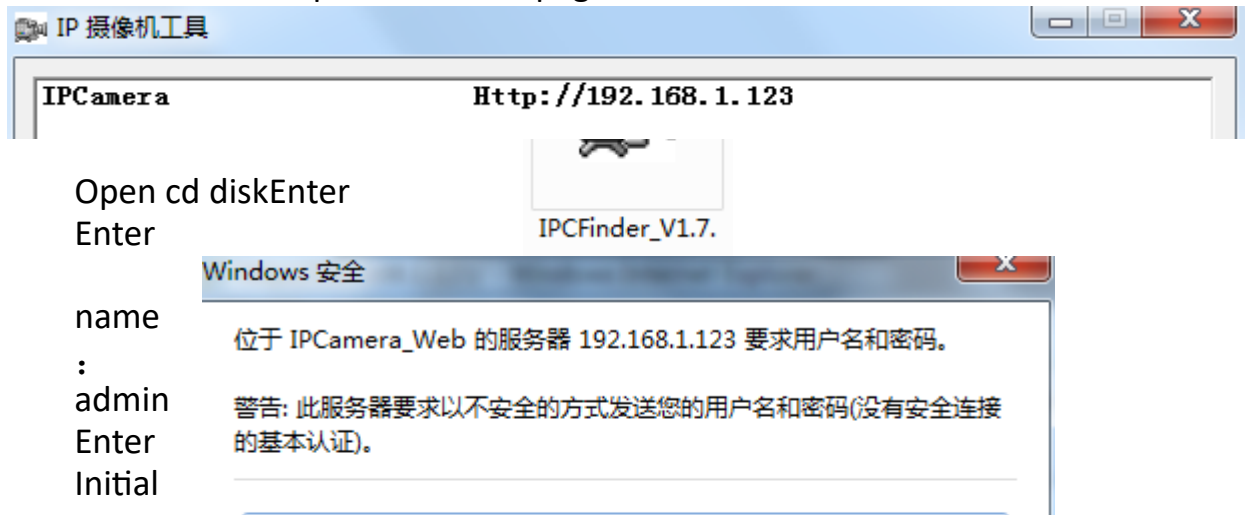 IP 摄像机工具
IPCamera Http://192.168.1.123
Open cd diskEnter
Enter
IPCFinder_V1.7.
Windows 安全
name
:
admin
Enter
Initial
位于 IPCamera_Web 的服务器 192.168.1.123 要求用户名和密码。
警告: 此服务器要求以不安全的方式发送您的用户名和密码(没有安全连接
的基本认证)。